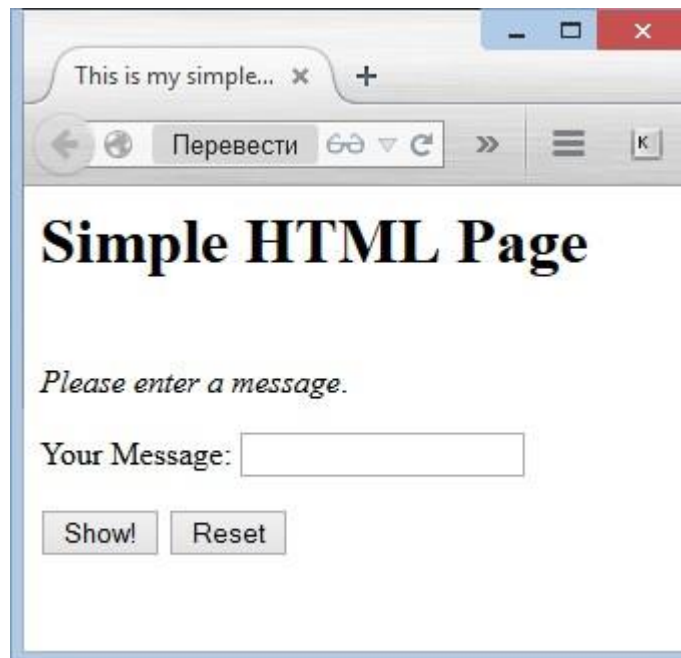 This is my simple...
Перевести
K
Simple HTML Page
Please enter a message.
Your Message:
Show! Reset